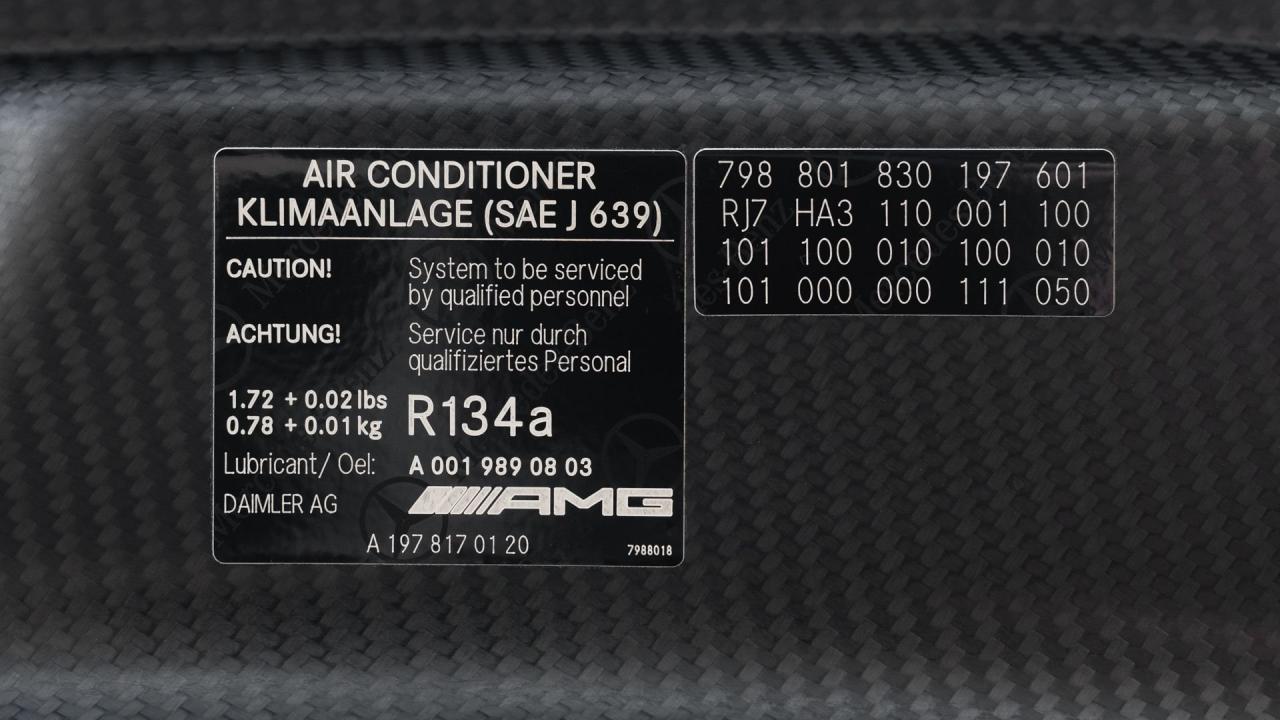 AIR CONDITIONER
KLIMAANLAGE (SAE J 639)
CAUTION! System to be serviced
by qualified personnel
ACHTUNG! Service nur durch
qualifiziertes Personal
1.72 + 0.02 lbs
0.78 + 0.01 kg
R134a
Lubricant/ Oel: A 001 989 08 03
DAIMLER AG AMG
A 197 817 01 20 7988018
798 801 830 197 601
RJ7 HA3 110 001 100
101 100 010 100 010
101 000 000 111 050